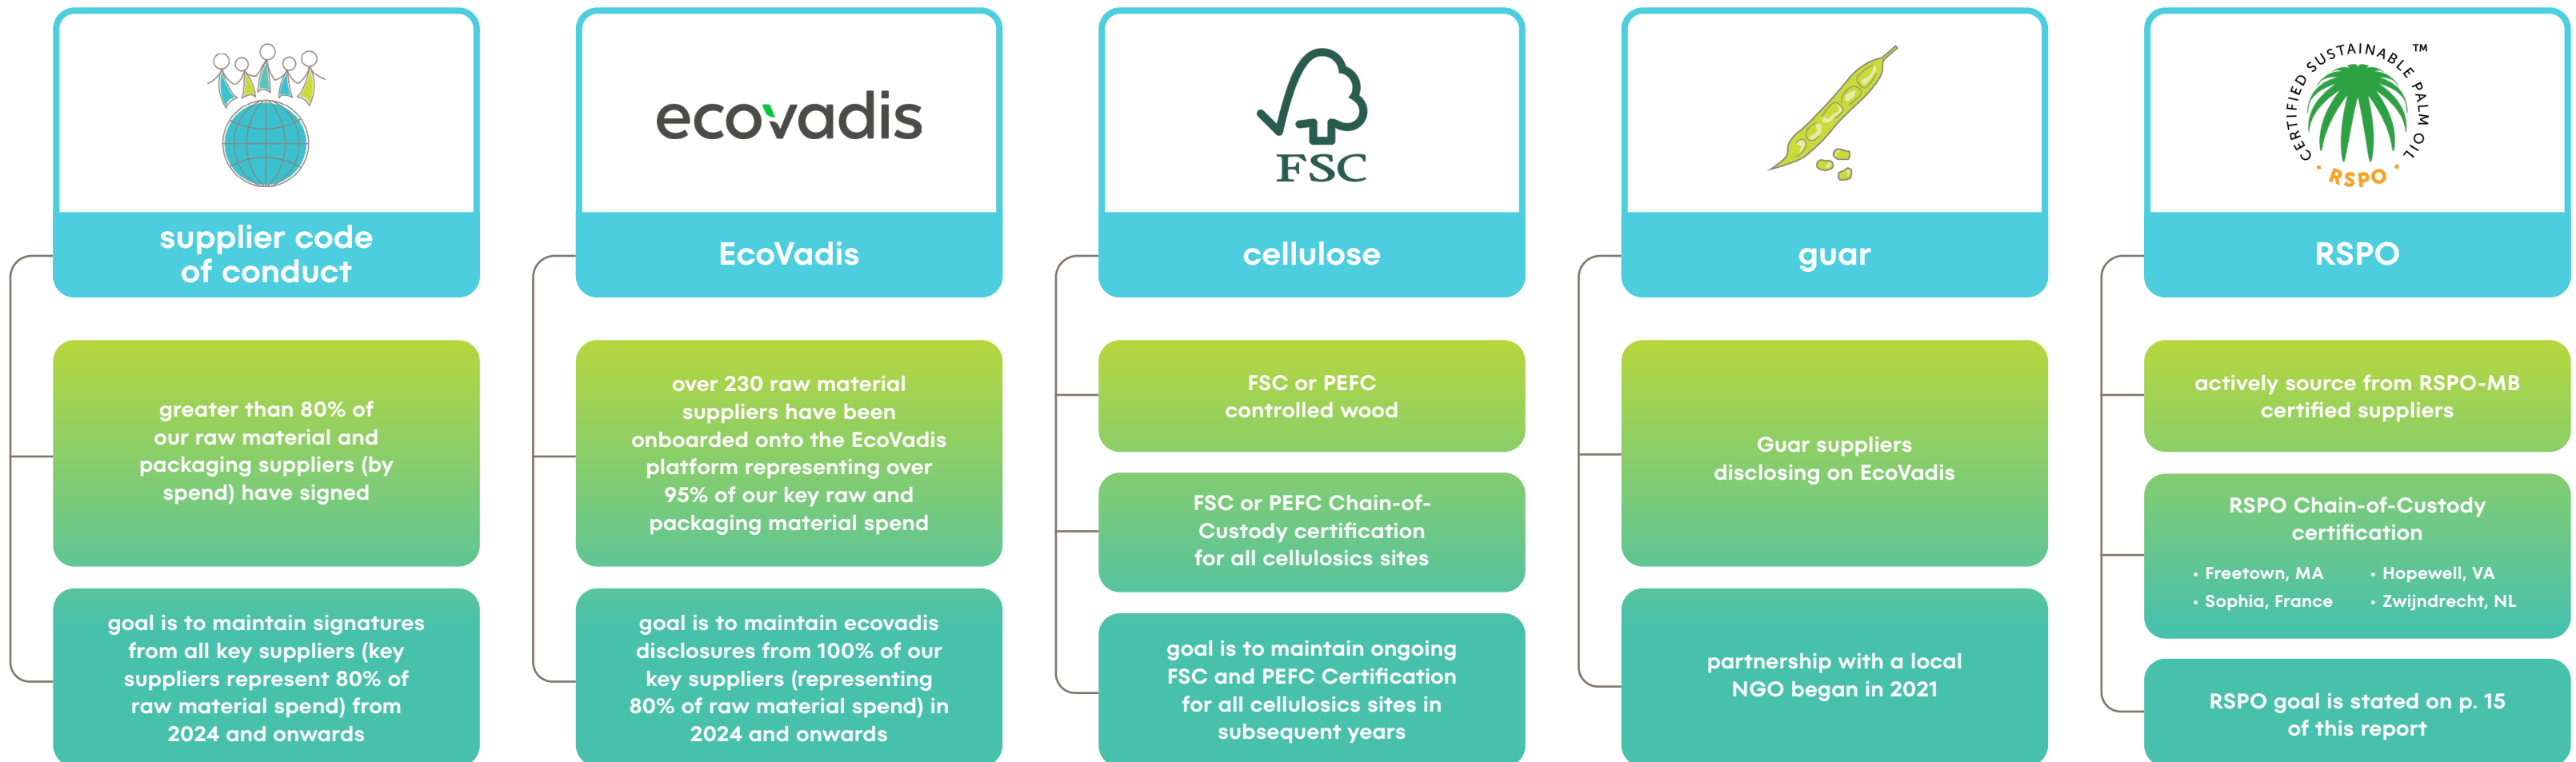 supplier code
of conduct
greater than 80% of
our raw material and
packaging suppliers (by
spend) have signed
goal is to maintain signatures
from all key suppliers (key
suppliers represent 80% of
raw material spend) from
2024 and onwards
ecovadis
EcoVadis
over 230 raw material
suppliers have been
onboarded onto the EcoVadis
platform representing over
95% of our key raw and
packaging material spend
goal is to maintain ecovadis
disclosures from 100% of our
key suppliers (representing
80% of raw material spend) in
2024 and onwards
FSC
cellulose
FSC or PEFC
controlled wood
FSC or PEFC Chain-of-
Custody certification
for all cellulosics sites
goal is to maintain ongoing
FSC and PEFC Certification
for all cellulosics sites in
subsequent years
guar
Guar suppliers
disclosing on EcoVadis
partnership with a local
NGO began in 2021
CERTIFIED SUSTAINABLE PALM OIL ™
· RSPO ·
RSPO
actively source from RSPO-MB
certified suppliers
RSPO Chain-of-Custody
certification
• Freetown, MA • Hopewell, VA
• Sophia, France • Zwijndrecht, NL
RSPO goal is stated on p. 15
of this report